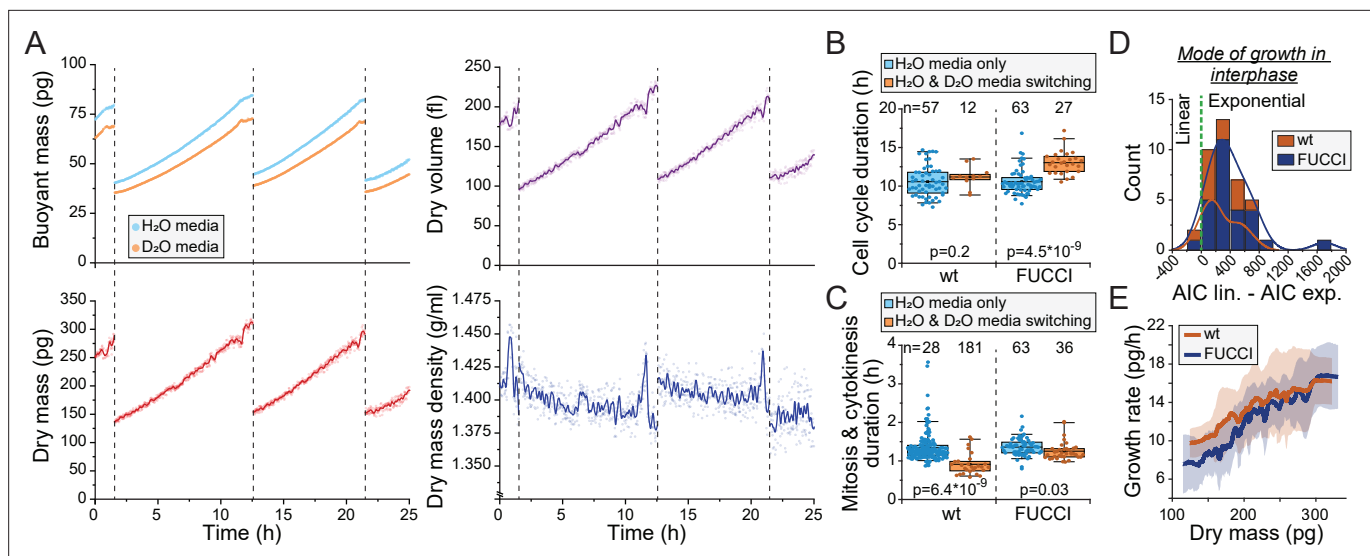 A
Buoyant mass (pg)
100
75
50
25
0
H₂O media
D₂O media
Dry volume (fl)
250
200
150
100
50
0
Dry mass (pg)
350
300
250
200
150
100
50
0
0 5 10 15 20 25
Time (h)
Dry mass density (g/ml)
1.475
1.450
1.425
1.400
1.375
1.350
0 5 10 15 20 25
Time (h)
B
H₂O media only
H₂O & D₂O media switching
Cell cycle duration (h)
20
15
10
5
0
n=57 12 63 27
p=0.2 p=4.5*10⁻⁹
wt FUCCI
C
H₂O media only
H₂O & D₂O media switching
Mitosis & cytokinesis
duration (h)
4
3
2
1
0
n=28 181 63 36
p=6.4*10⁻⁹ p=0.03
wt FUCCI
D
Mode of growth in
interphase
Count
15
10
5
0
Linear
Exponential
wt
FUCCI
-400 0 400 800 1200 1600 2000
AIC lin. - AIC exp.
E
Growth rate (pg/h)
22
18
14
10
6
wt
FUCCI
100 200 300
Dry mass (pg)